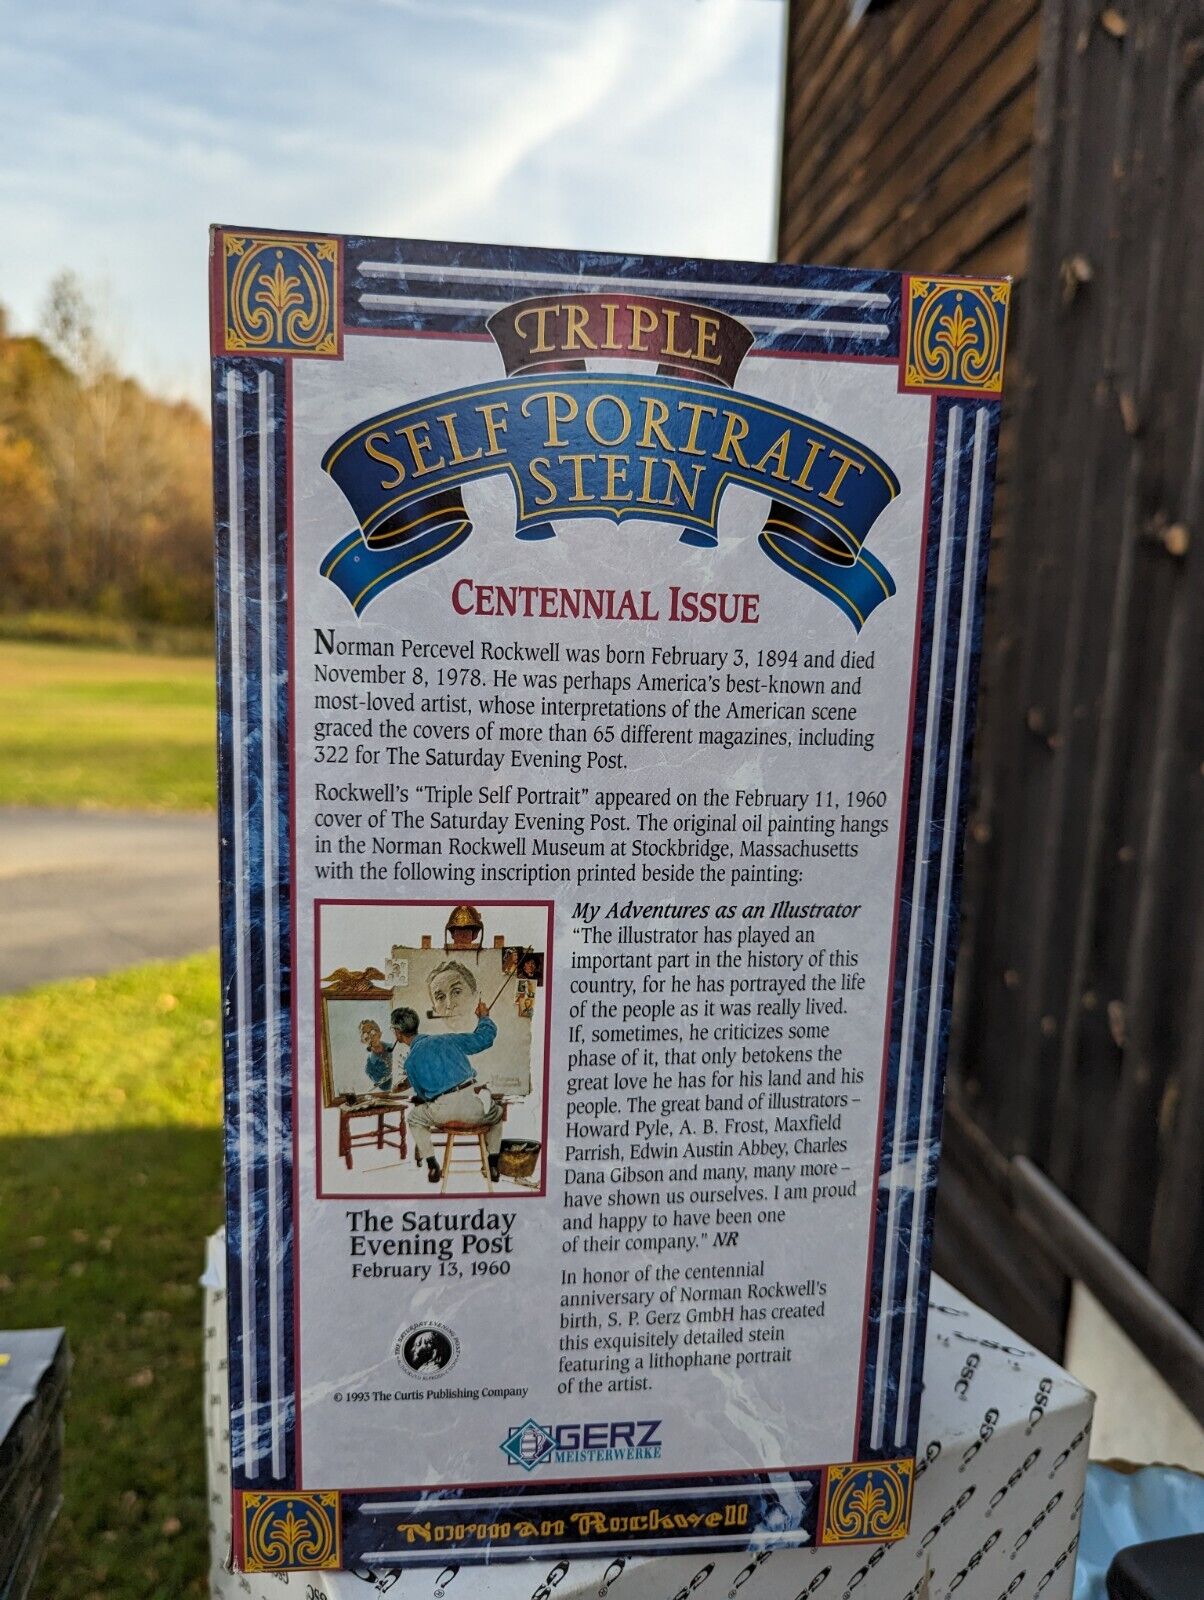 TRIPLE
SELF PORTRAIT
STEIN
CENTENNIAL ISSUE
Norman Percevel Rockwell was born February 3, 1894 and died
November 8, 1978. He was perhaps America's best-known and
most-loved artist, whose interpretations of the American scene
graced the covers of more than 65 different magazines, including
322 for The Saturday Evening Post.
Rockwell's "Triple Self Portrait" appeared on the February 11, 1960
cover of The Saturday Evening Post. The original oil painting hangs
in the Norman Rockwell Museum at Stockbridge, Massachusetts
with the following inscription printed beside the painting:
My Adventures as an Illustrator
"The illustrator has played an
important part in the history of this
country, for he has portrayed the life
of the people as it was really lived.
If, sometimes, he criticizes some
phase of it, that only betokens the
great love he has for his land and his
people. The great band of illustrators –
Howard Pyle, A. B. Frost, Maxfield
Parrish, Edwin Austin Abbey, Charles
Dana Gibson and many, many more –
have shown us ourselves. I am proud
and happy to have been one
of their company." NR
The Saturday
Evening Post
February 13, 1960
In honor of the centennial
anniversary of Norman Rockwell's
birth, S. P. Gerz GmbH has created
this exquisitely detailed stein
featuring a lithophane portrait
of the artist.
THE SATURDAY EVENING POST
© 1993 The Curtis Publishing Company
GERZ
MEISTERWERKE
Norman Rockwell
GSC® GSC® GSC® GSC®